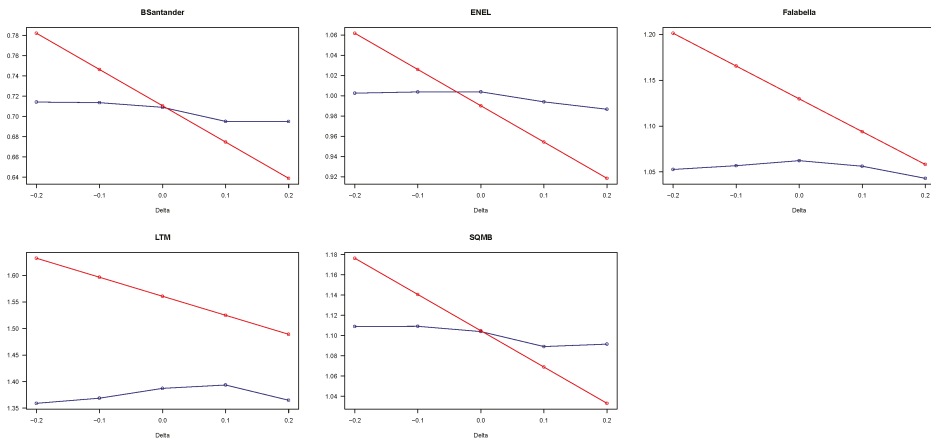 BSantander
0.78
0.76
0.74
0.72
0.70
0.68
0.66
0.64
−0.2 −0.1 0.0 0.1 0.2
Delta
ENEL
1.06
1.04
1.02
1.00
0.98
0.96
0.94
0.92
−0.2 −0.1 0.0 0.1 0.2
Delta
Falabella
1.20
1.15
1.10
1.05
−0.2 −0.1 0.0 0.1 0.2
Delta
LTM
1.60
1.55
1.50
1.45
1.40
1.35
−0.2 −0.1 0.0 0.1 0.2
Delta
SQMB
1.18
1.16
1.14
1.12
1.10
1.08
1.06
1.04
−0.2 −0.1 0.0 0.1 0.2
Delta